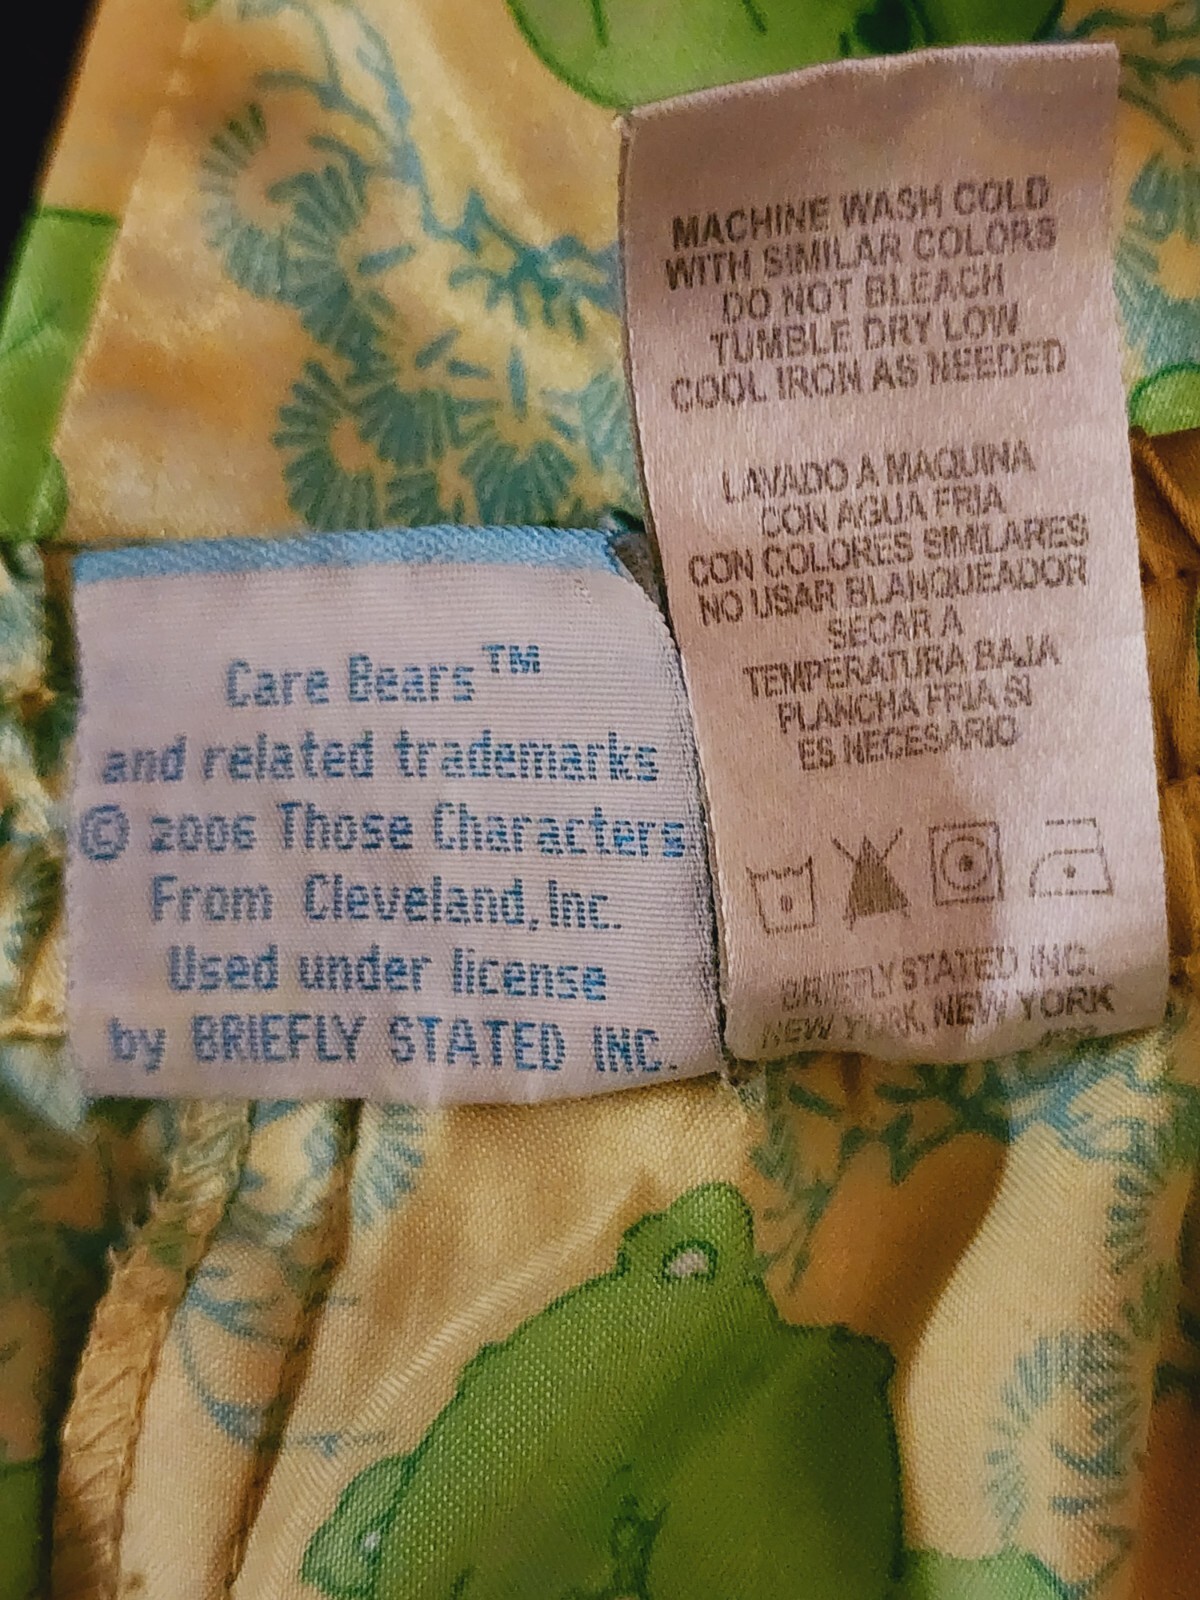 Care Bears™
and related trademarks
© 2006 Those Characters
From Cleveland, Inc.
Used under license
by BRIEFLY STATED INC.
MACHINE WASH COLD
WITH SIMILAR COLORS
DO NOT BLEACH
TUMBLE DRY LOW
COOL IRON AS NEEDED
LAVADO A MAQUINA
CON AGUA FRIA
CON COLORES SIMILARES
NO USAR BLANQUEADOR
SECAR A
TEMPERATURA BAJA
PLANCHA FRIA SI
ES NECESARIO
BRIEFLY STATED INC.
NEW YORK, NEW YORK